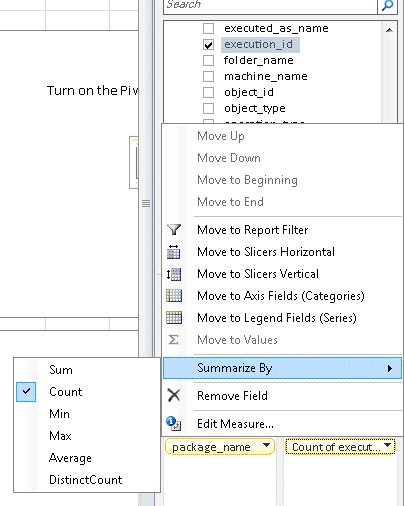 Search
executed_as_name
execution_id
folder_name
machine_name
object_id
object_type
Turn on the Piv
Move Up
Move Down
Move to Beginning
Move to End
Move to Report Filter
Move to Slicers Horizontal
Move to Slicers Vertical
Move to Axis Fields (Categories)
Move to Legend Fields (Series)
Move to Values
Summarize By
Remove Field
Edit Measure...
Sum
Count
Min
Max
Average
DistinctCount
package_name
Count of execut...